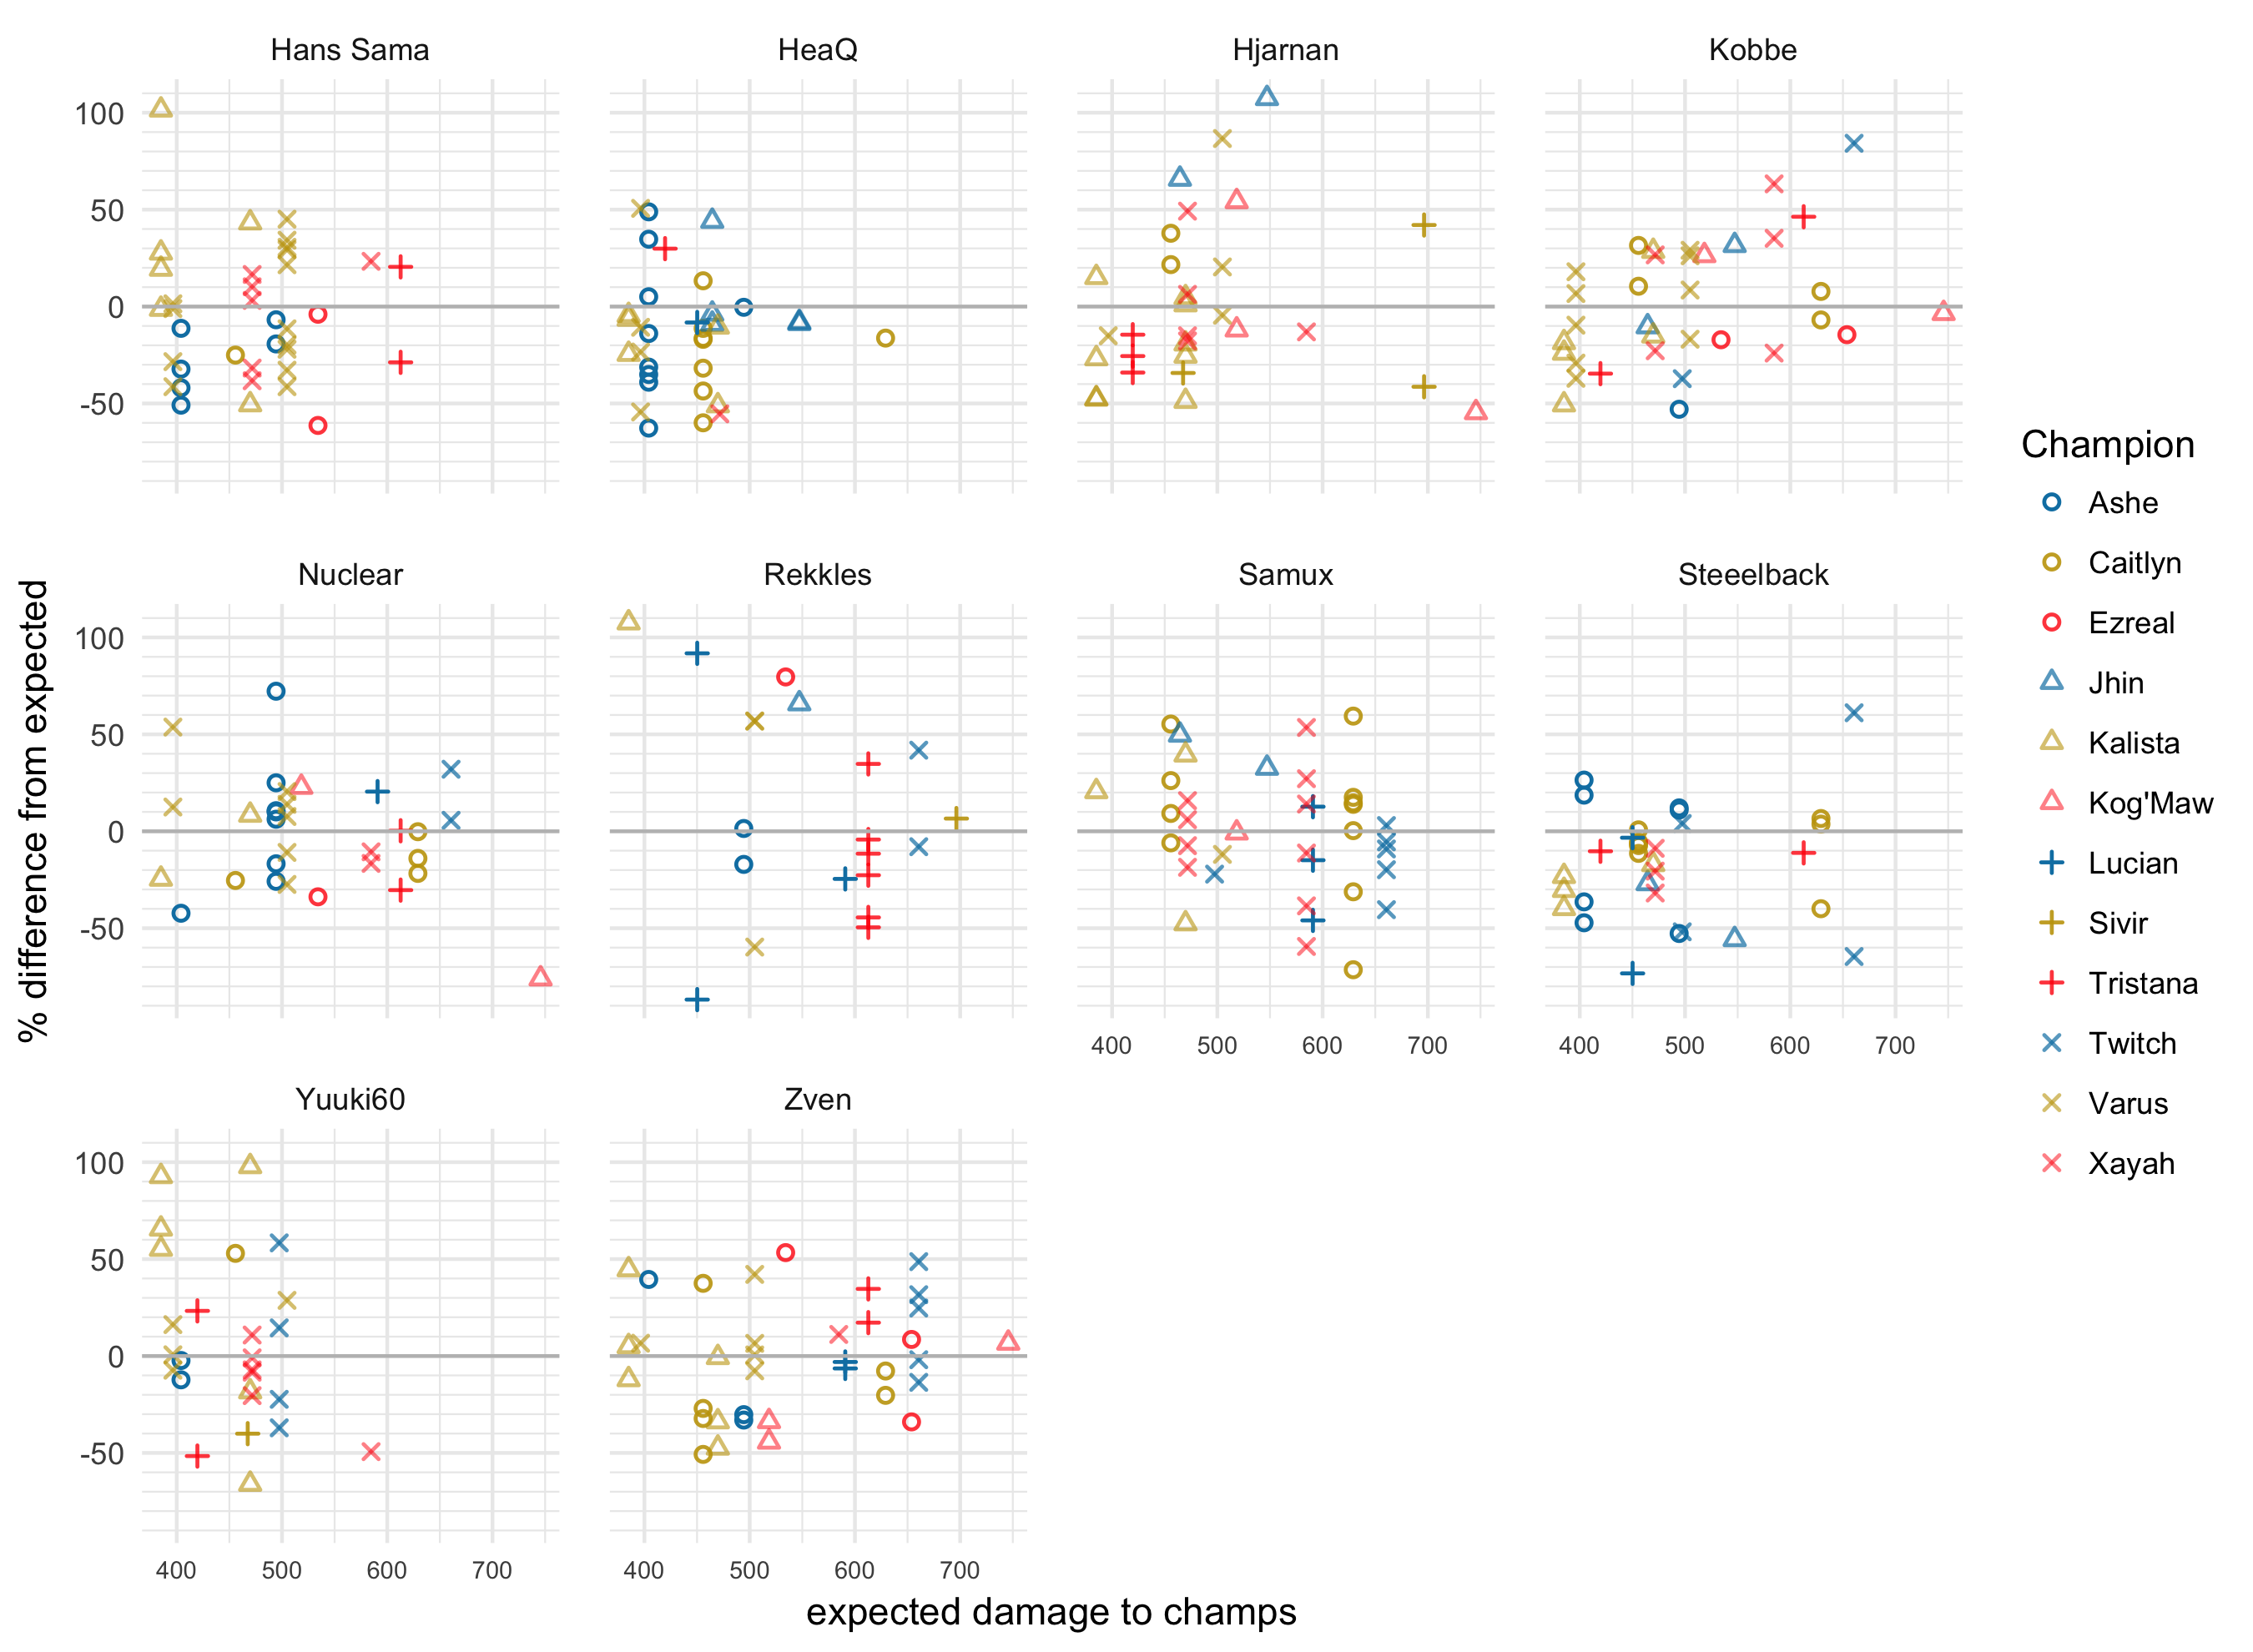 Hans Sama HeaQ Hjarnan Kobbe
100
50
0
-50
Nuclear Rekkles Samux Steeelback
100
50
0
-50
400 500 600 700 400 500 600 700
Yuuki60 Zven
100
50
0
-50
400 500 600 700 400 500 600 700
expected damage to champs
% difference from expected
Champion
Ashe
Caitlyn
Ezreal
Jhin
Kalista
Kog'Maw
Lucian
Sivir
Tristana
Twitch
Varus
Xayah